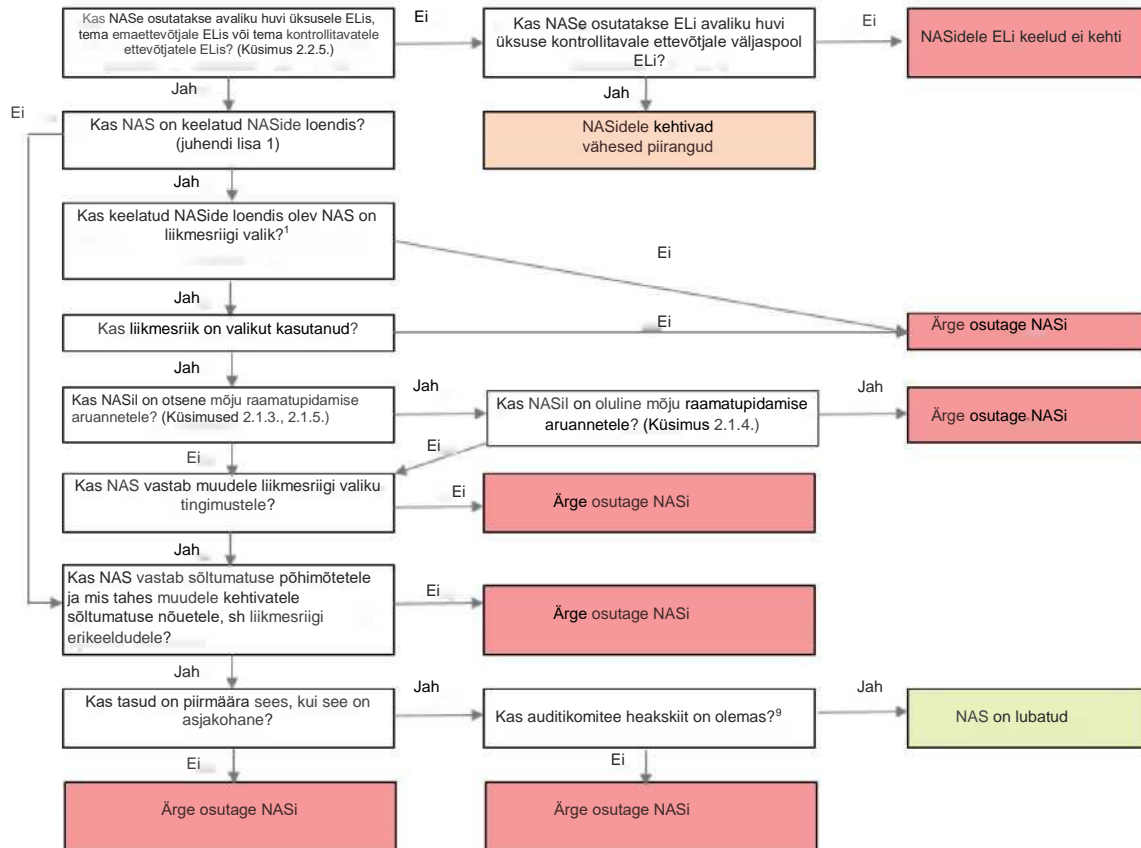 Kas NASe osutatakse avaliku huvi üksusele ELis,
tema emaettevõtjale ELis või tema kontrollitavatele
ettevõtjatele ELis? (Küsimus 2.2.5.)
Ei
Kas NASe osutatakse ELi avaliku huvi
üksuse kontrollitavale ettevõtjale väljaspool
ELi?
Ei
NASidele ELi keelud ei kehti
Jah
Jah
Ei
Kas NAS on keelatud NASide loendis?
(juhendi lisa 1)
NASidele kehtivad
vähesed piirangud
Jah
Kas keelatud NASide loendis olev NAS on
liikmesriigi valik?1
Ei
Jah
Kas liikmesriik on valikut kasutanud?
Ei
Ärge osutage NASi
Jah
Kas NASil on otsene mõju raamatupidamise
aruannetele? (Küsimused 2.1.3., 2.1.5.)
Jah
Kas NASil on oluline mõju raamatupidamise
aruannetele? (Küsimus 2.1.4.)
Jah
Ärge osutage NASi
Ei
Ei
Kas NAS vastab muudele liikmesriigi valiku
tingimustele?
Ei
Ärge osutage NASi
Jah
Kas NAS vastab sõltumatuse põhimõtetele
ja mis tahes muudele kehtivatele
sõltumatuse nõuetele, sh liikmesriigi
erikeeldudele?
Ei
Ärge osutage NASi
Jah
Kas tasud on piirmäära sees, kui see on
asjakohane?
Jah
Kas auditikomitee heakskiit on olemas?9
Jah
NAS on lubatud
Ei
Ei
Ärge osutage NASi
Ärge osutage NASi